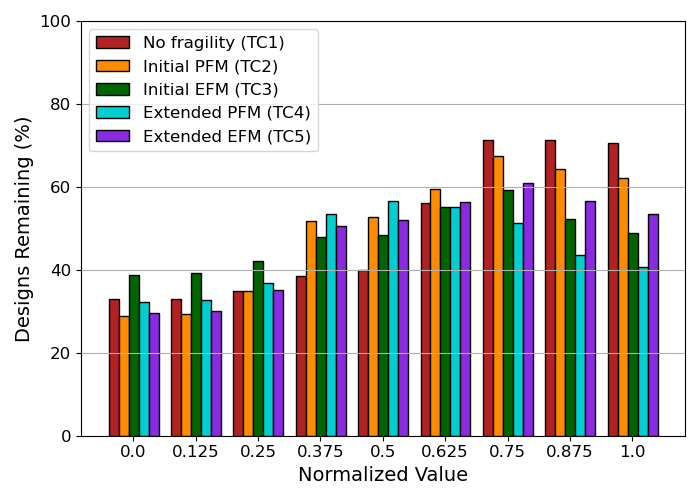 100
80
60
40
20
0
Designs Remaining (%)
No fragility (TC1)
Initial PFM (TC2)
Initial EFM (TC3)
Extended PFM (TC4)
Extended EFM (TC5)
0.0 0.125 0.25 0.375 0.5 0.625 0.75 0.875 1.0
Normalized Value